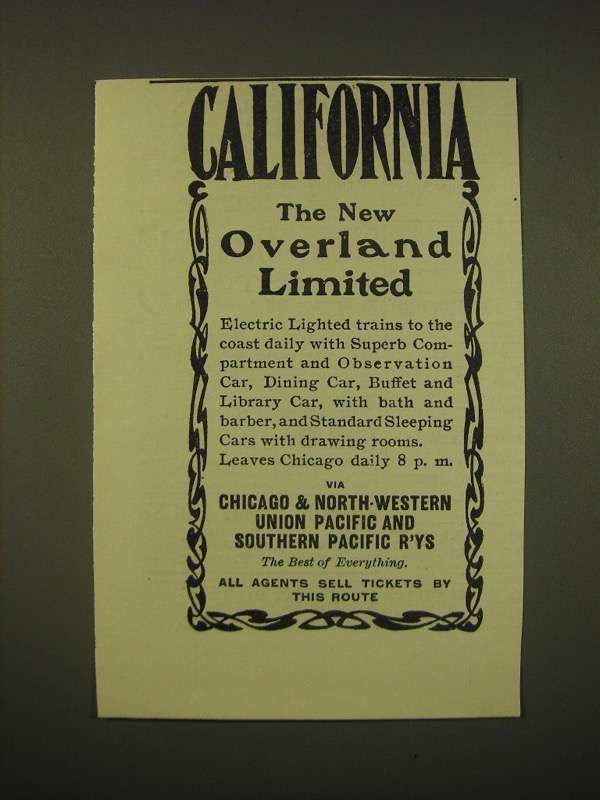 CALIFORNIA
The New
Overland
Limited
Electric Lighted trains to the
coast daily with Superb Com-
partment and Observation
Car, Dining Car, Buffet and
Library Car, with bath and
barber, and Standard Sleeping
Cars with drawing rooms.
Leaves Chicago daily 8 p. m.
VIA
CHICAGO & NORTH-WESTERN
UNION PACIFIC AND
SOUTHERN PACIFIC R'YS
The Best of Everything.
ALL AGENTS SELL TICKETS BY
THIS ROUTE